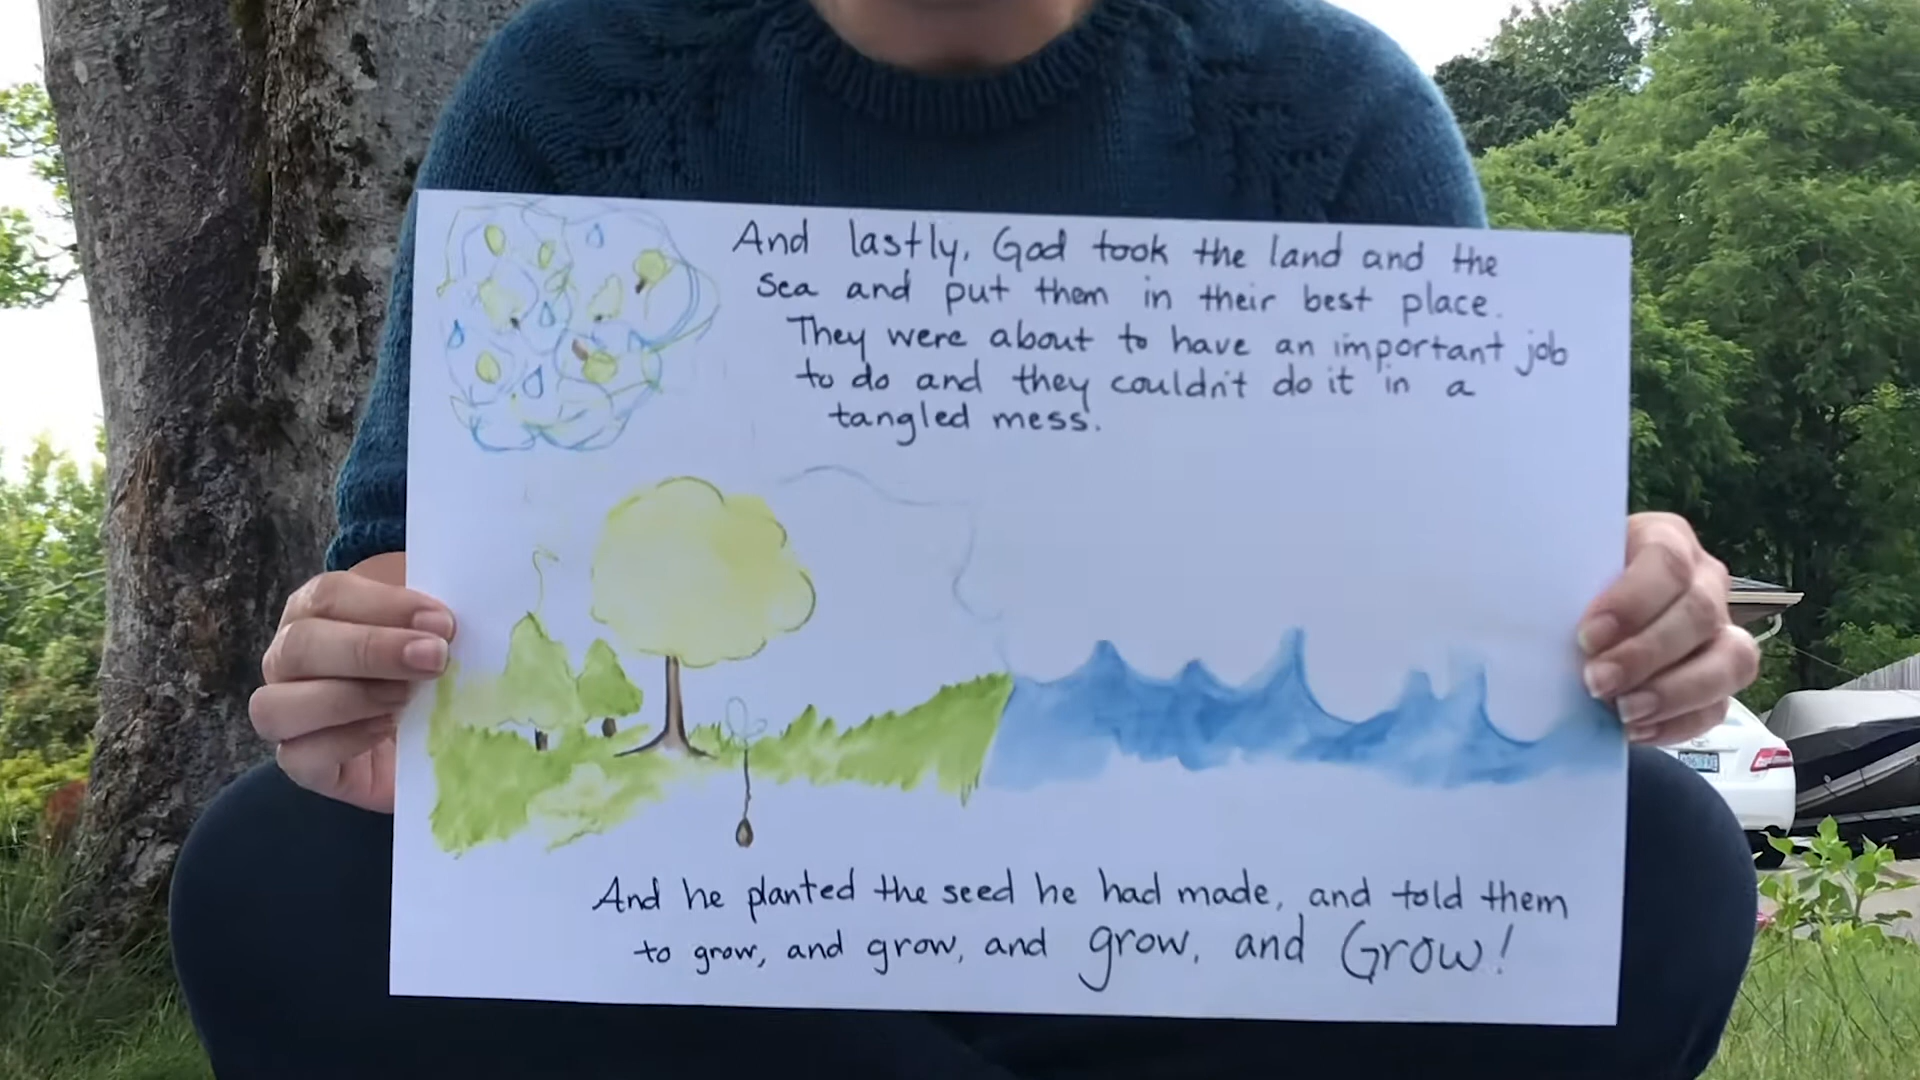 And lastly, God took the land and the
sea and put them in their best place.
They were about to have an important job
to do and they couldn't do it in a
tangled mess.
And he planted the seed he had made, and told them
to grow, and grow, and grow, and Grow!